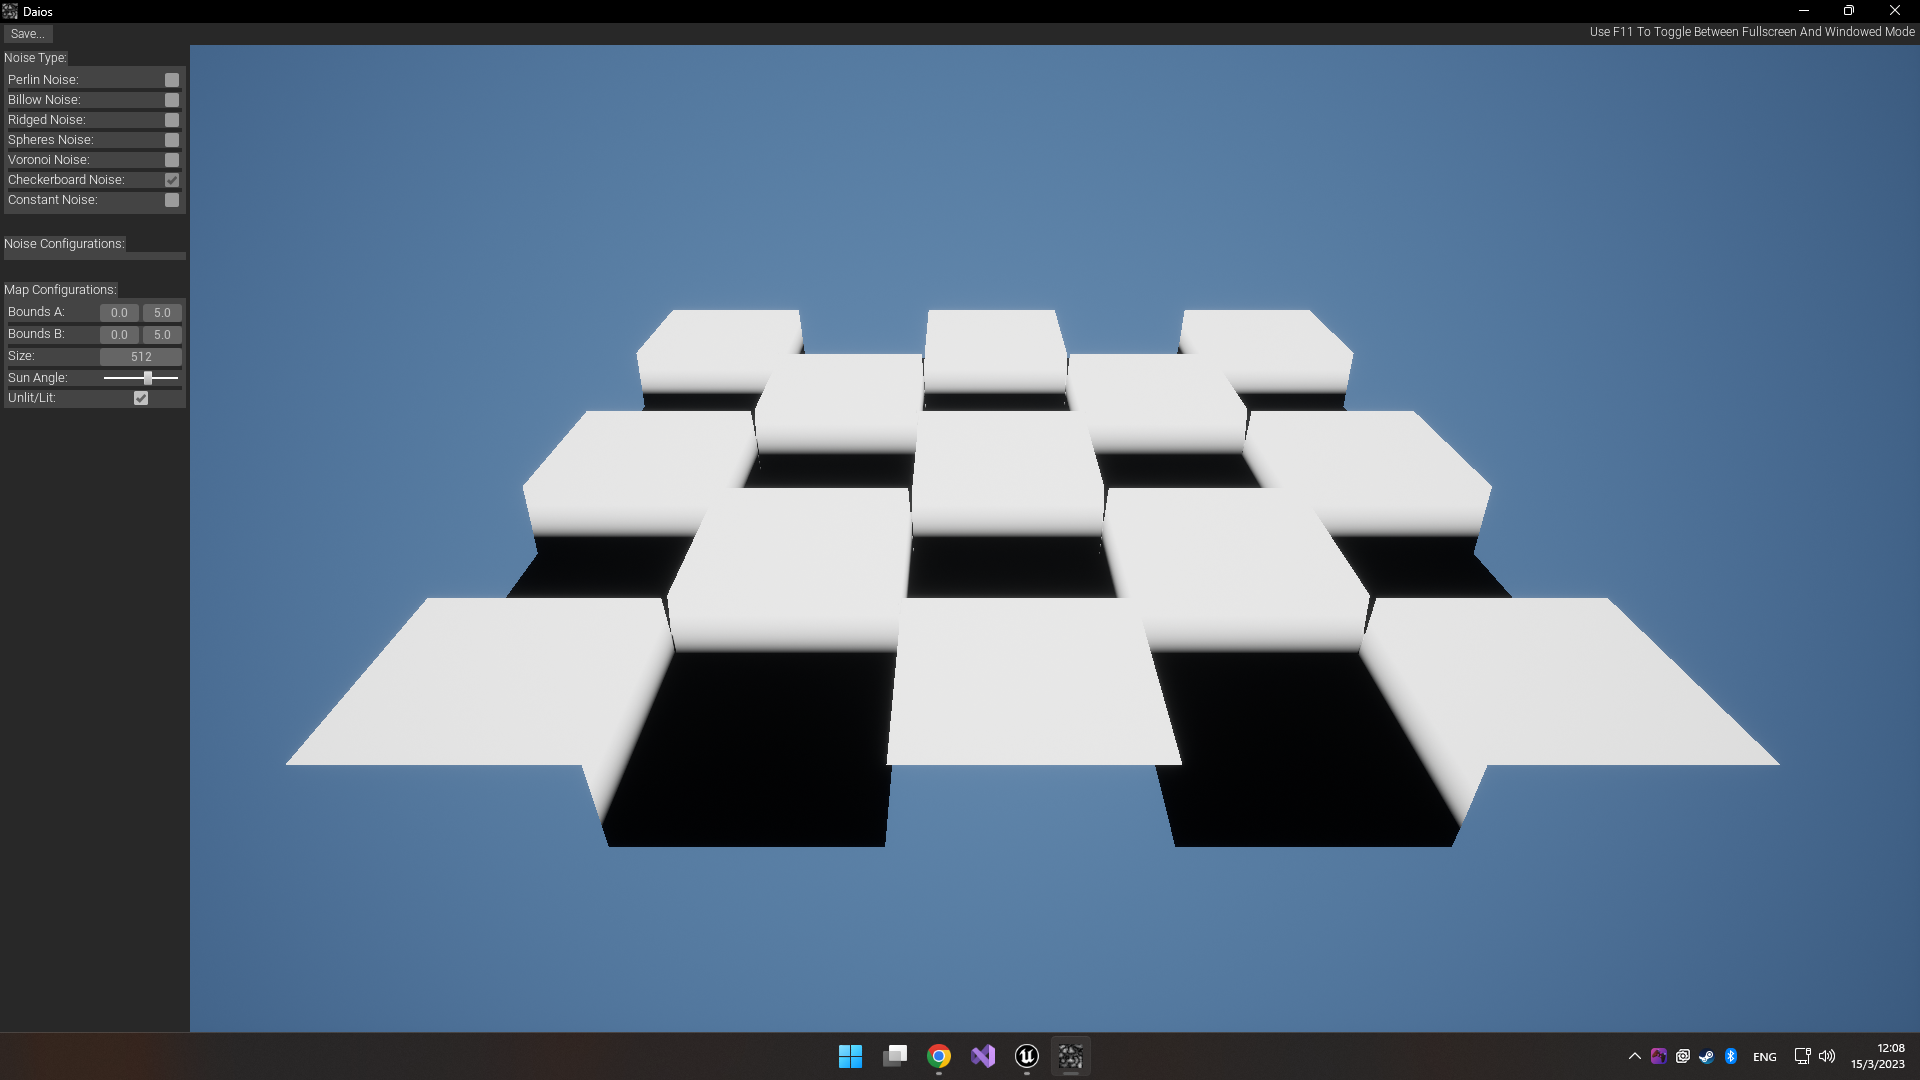 Daios
Save...
Use F11 To Toggle Between Fullscreen And Windowed Mode
Noise Type:
Perlin Noise:
Billow Noise:
Ridged Noise:
Spheres Noise:
Voronoi Noise:
Checkerboard Noise:
Constant Noise:
Noise Configurations:
Map Configurations:
Bounds A: 0.0 5.0
Bounds B: 0.0 5.0
Size: 512
Sun Angle:
Unlit/Lit:
ENG
12:08
15/3/2023